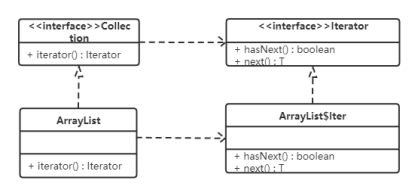 <<interface>>Collec
tion
+ iterator() : Iterator
<<interface>>Iterator
+ hasNext() : boolean
+ next() : T
ArrayList
+ iterator() : Iterator
ArrayList$Iter
+ hasNext() : boolean
+ next() : T